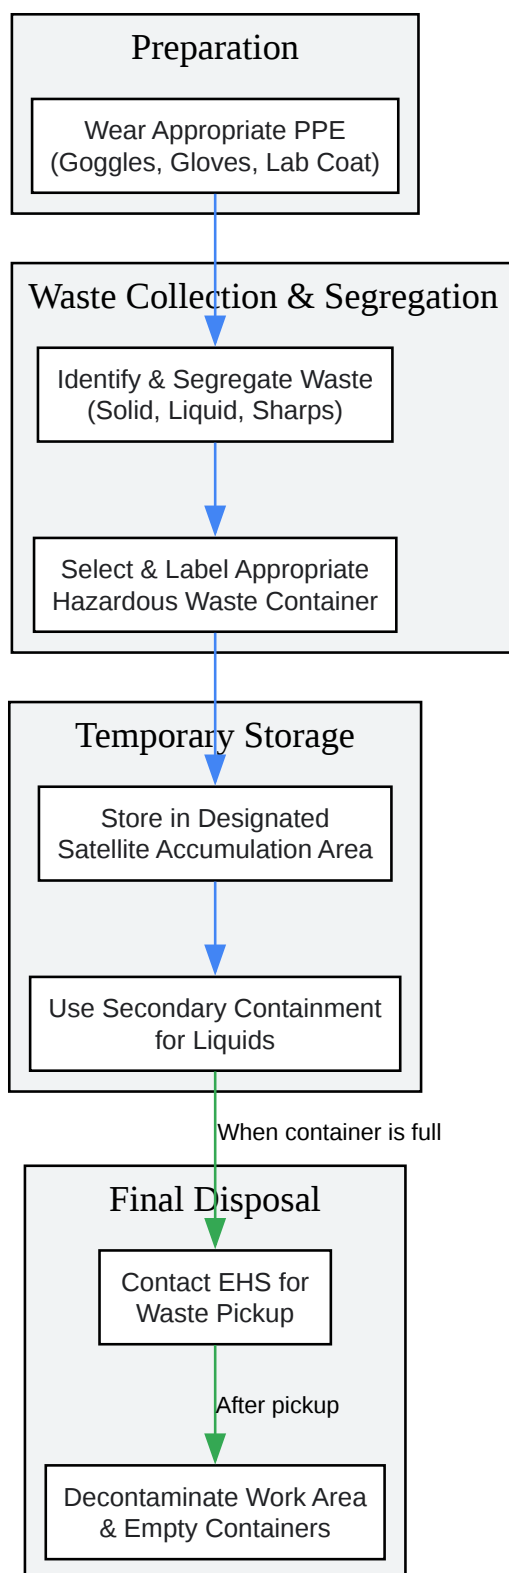 Preparation
Wear Appropriate PPE
(Goggles, Gloves, Lab Coat)
Waste Collection & Segregation
Identify & Segregate Waste
(Solid, Liquid, Sharps)
Select & Label Appropriate
Hazardous Waste Container
Temporary Storage
Store in Designated
Satellite Accumulation Area
Use Secondary Containment
for Liquids
When container is full
Final Disposal
Contact EHS for
Waste Pickup
After pickup
Decontaminate Work Area
& Empty Containers